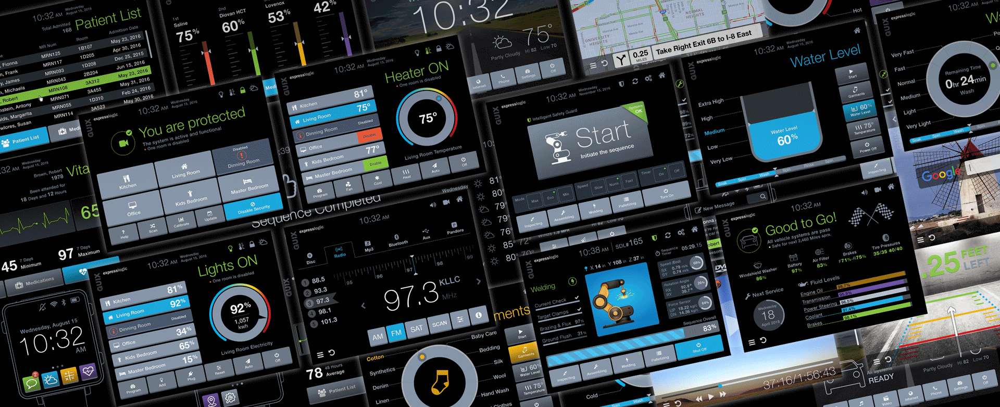 10:32 AM
Wednesday
August 15, 2016
Total Admitted
168
Patient List
MR Num
Room
Admission Date
Fionna
MRN125
1B107
May 23, 2016
Frank
MRN117
1D205
Apr 30, 2016
James
MRN093
1D208
Dec 25, 2015
Michaela
MRN043
2B204
Jun 15, 2016
Robert
MRN108
3A312
May 23, 2016
Antony
MRN071
3A455
May 31, 2016
Margarita
MRN055
1D310
Feb 24, 2016
Susan
MRN114
3A523
May 30, 2016
Patient List
1st
Saline
75%
2nd
Diovan HCT
60%
Lovenox
53%
42%
10:32
75°
Partly Cloudy
Hi 82 Low 70
Internet
Phone
Settings
Off
UNIVERSITY
HEIGHTS
NORMAL
HEIGHTS
0.25
MILES
Take Right Exit 6B to I-8 East
Hot
GUIX
expresslogic
10:32 AM
Wednesday
August 15, 2016
You are protected
The system is active and functional
• One room is disabled
Kitchen
Living Room
Disabled
Dinning Room
Office
Kids Bedroom
Master Bedroom
Help
Scan
Calibrate
Update
Disable Security
GUIX
expresslogic
10:32 AM
Wednesday
August 15, 2016
Heater ON
• One room is disabled
Kitchen
81°
Living Room
75°
Dinning Room
Disabled
Office
Disable
Kids Bedroom
77°
Master Bedroom
Enable
75°
Living Room Temperature
Program
Fan
Cool
Heat
Auto
Off
GUIX
expresslogic
10:32 AM
Wednesday
November 15, 2016
Intelligent Safety Guard
Systems
OK
Start
Initiate the sequence
Mode
Max
Eco
Min
Speed
Slow
Norm
Fast
Timer
On
Off
Inspecting
Assembling
Welding
Palletizing
Turn On
GUIX
expresslogic
10:32 AM
Wednesday
August 15, 2016
Water Level
Extra High
High
Medium
Low
Very Low
Water Level
60%
Start
Garments
60%
Water Level
75°
Temperature
Power Off
Soak
Spin
Wash
Spin
Rinse
Spin
GUIX
expresslogic
10:32 AM
Very Fast
Fast
Normal
Medium
Light
Very Light
Remaining Time
0hr 24min
Wash
Soak
Spin
Wash
Spin
Google
Inspecting
New Message
Brown, Robert
1978
Been attended for
18 Days and 12 Hours
65
45
7 Days
Minimum
97
7 Days
Maximum
Medications
Sequence Completed
Wednesday, August 15
10:32
AM
2
GUIX
expresslogic
10:32 AM
Wednesday
August 15, 2016
Lights ON
• One room is disabled
Kitchen
81%
Living Room
92%
Dinning Room
Disabled
Office
34%
Kids Bedroom
65%
Master Bedroom
15%
92%
1,057
kwh
Living Room Electricity
Program
Add
Plug
Reset
Auto
Off
GUIX
expresslogic
10:32 AM
Wednesday
Disc
Radio
Mp3
Bluetooth
Aux
Pandora
95
96
97
98
99
1 88.5
2 93.3
3 97.3
4 98.1
5 101.3
97.3
KLLC
MHz
AM
FM
SAT
SCAN
81°
80°
79°
79°
76°
85° 72°
80° 70°
GUIX
expresslogic
10:38 AM
SDL#165
X 14 in Y 108 in Z 37 in
Sequence
Timer
05:29.15
Welding
Current Check
Target Clamps
Brazing & Flux 97%
Ground Flush 31%
Speed (Eco)
SX 0.79 m/s
SY 0.74 m/s
68%
Rotation Angle
RX 92.9°
RY 38.7°
26%
Force Sensor
UP 18.22 kg/c
DN 14.36 kg/c
64%
Sequence Overall
83%
Inspecting
Assembling
Welding
Palletizing
Shut Off
GUIX
expresslogic
10:32 AM
Good to Go!
All vehicle systems are pass
• Safe for next 2,460 Miles aprx.
Windshield Washer
86%
Battery
97%
Air Filter
83%
Brakes
F71%-R75%
Tire Pressures
35/35 40/40
Next Service
Wednesday
18
April 2018
Fluid Levels
Engine Oil
98.7%
Transmission
95.9%
Power Steering
96.5%
Coolant
91.4%
Brakes
98.1%
.25 FEET
LEFT
78
48 Hours
Average
Patient List
Cotton
Synthetics
Denim
Linen
Baby Care
Bedding
Silk
Wool
Hand Wash
Clothes
Start
Garments
60%
Water Level
75°
Temperature
Cold
Spin
Wash
37:16/1:56:43
All Systems
READY
Partly Cloudy
Hi 82 Low 70
Video
Internet
Phone
Settings
Off